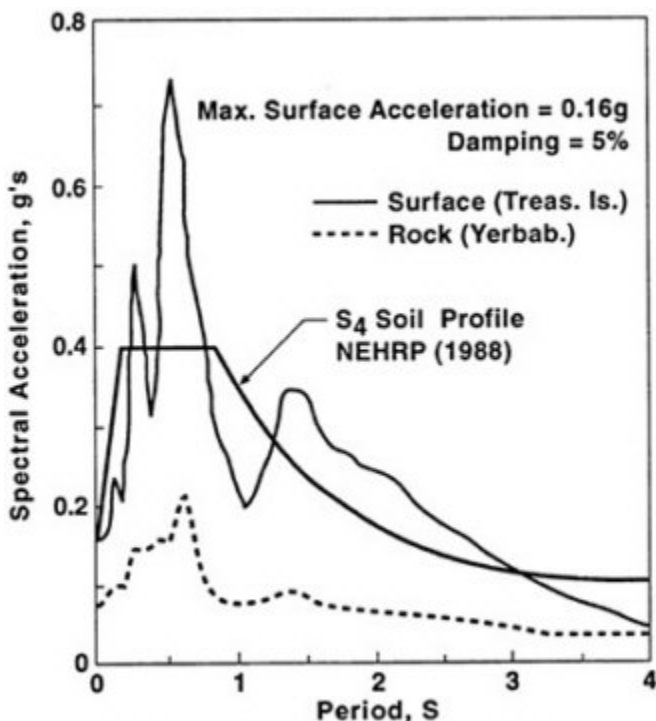 0.8
Max. Surface Acceleration = 0.16g
Damping = 5%
Surface (Treas. Is.)
Rock (Yerbab.)
S₄ Soil Profile
NEHRP (1988)
0.6
0.4
0.2
0
Spectral Acceleration, g's
0 1 2 3 4
Period, S